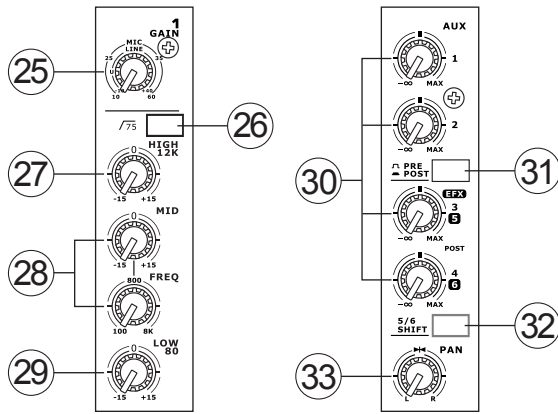 1
GAIN
MIC
LINE
25 35
U
-10 +40
10 60
25
75
26
HIGH
12K
0
27
-15 +15
MID
0
-15 +15
28
800
FREQ
100 8K
LOW
80
0
29
-15 +15
AUX
1
-∞ MAX
2
-∞ MAX
30
PRE
POST
31
EFX
3
5
-∞ MAX
POST
4
6
-∞ MAX
5/6
SHIFT
32
PAN
33
L R